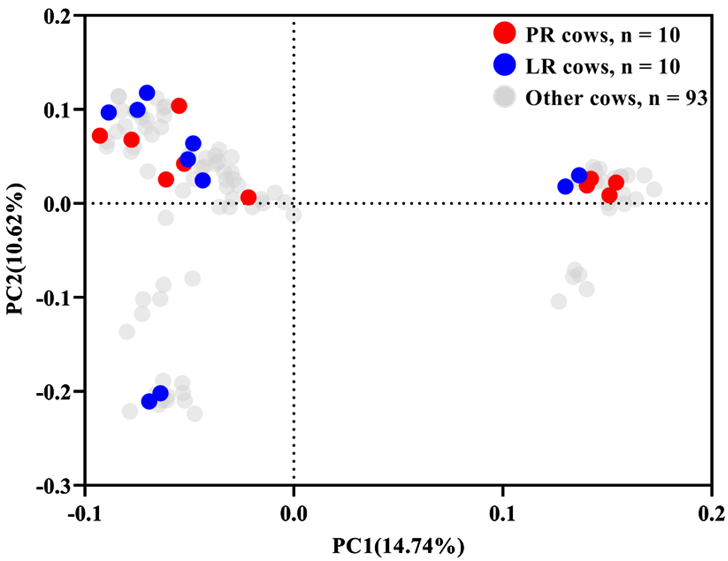 0.2
0.1
0.0
-0.1
-0.2
-0.3
PC2(10.62%)
PR cows, n = 10
LR cows, n = 10
Other cows, n = 93
-0.1
0.0
0.1
0.2
PC1(14.74%)